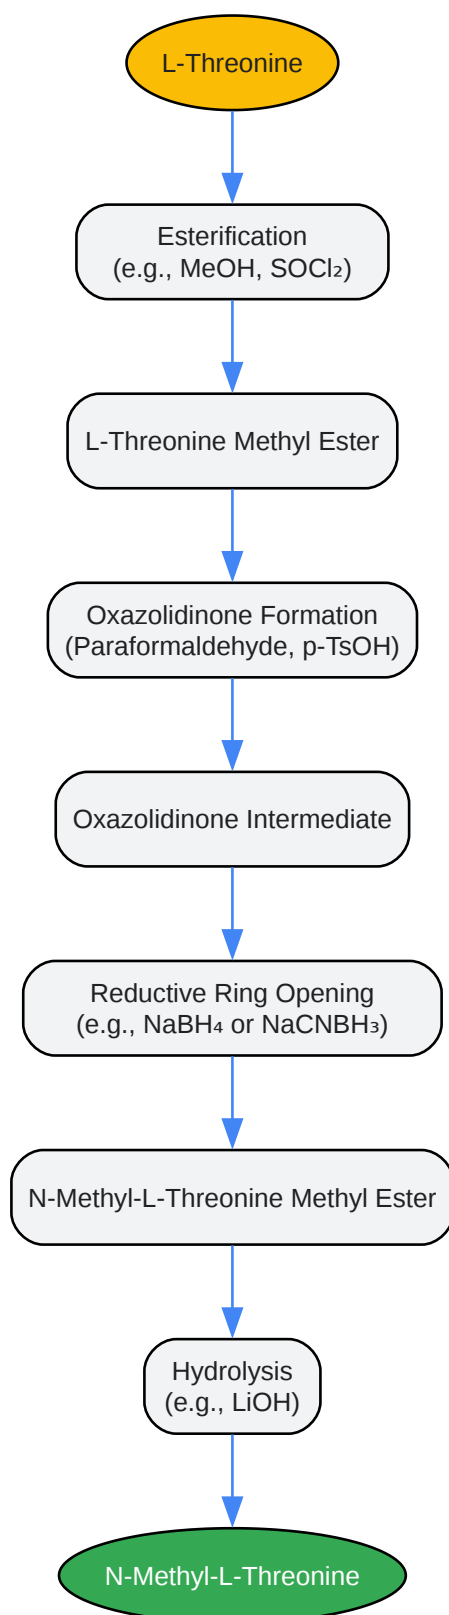 L-Threonine
Esterification
(e.g., MeOH, SOCl₂)
L-Threonine Methyl Ester
Oxazolidinone Formation
(Paraformaldehyde, p-TsOH)
Oxazolidinone Intermediate
Reductive Ring Opening
(e.g., NaBH₄ or NaCNBH₃)
N-Methyl-L-Threonine Methyl Ester
Hydrolysis
(e.g., LiOH)
N-Methyl-L-Threonine